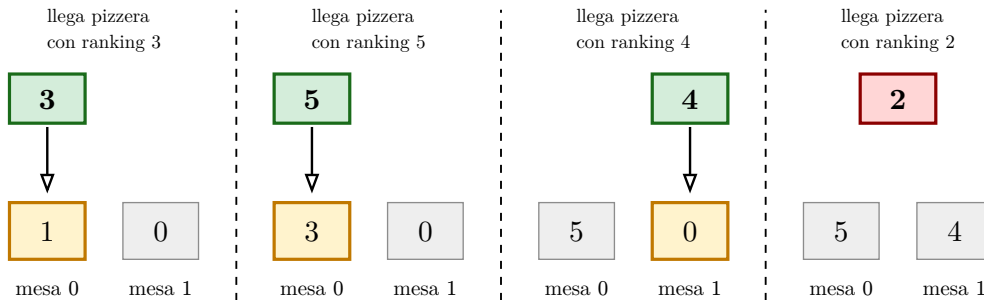 llega pizzera
con ranking 3
3
1 0
mesa 0 mesa 1
llega pizzera
con ranking 5
5
3 0
mesa 0 mesa 1
llega pizzera
con ranking 4
4
5 0
mesa 0 mesa 1
llega pizzera
con ranking 2
2
5 4
mesa 0 mesa 1